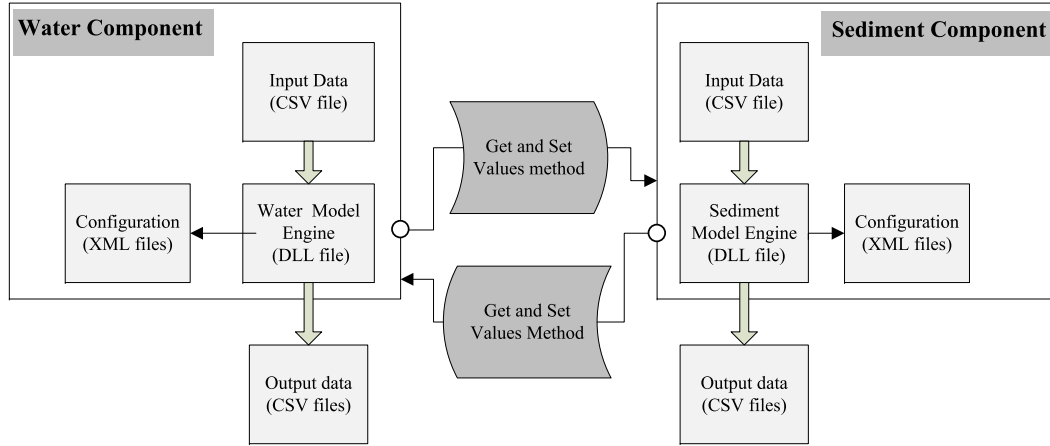 Water Component
Input Data
(CSV file)
Configuration
(XML files)
Water Model
Engine
(DLL file)
Output data
(CSV files)
Get and Set
Values method
Get and Set
Values Method
Sediment Component
Input Data
(CSV file)
Sediment
Model Engine
(DLL file)
Configuration
(XML files)
Output data
(CSV files)